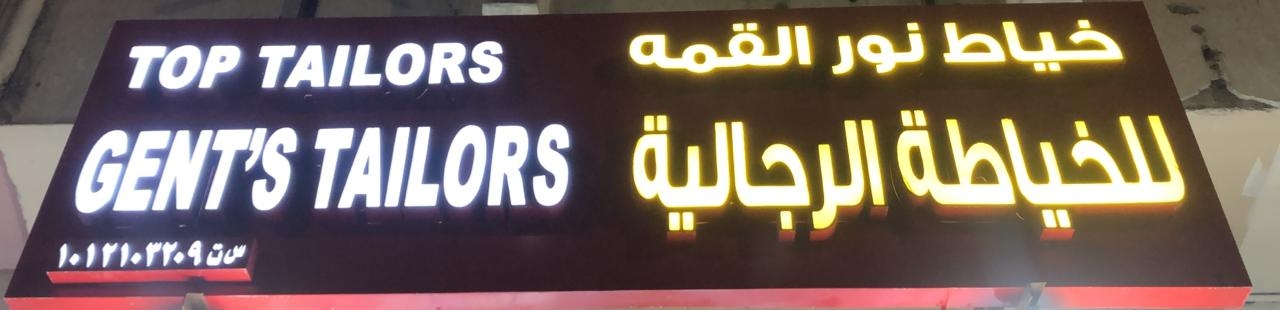 TOP TAILORS
خياط نور القمه
GENT'S TAILORS
للخياطة الرجالية
س ت ١٠١٢١٠٣٢٠٩